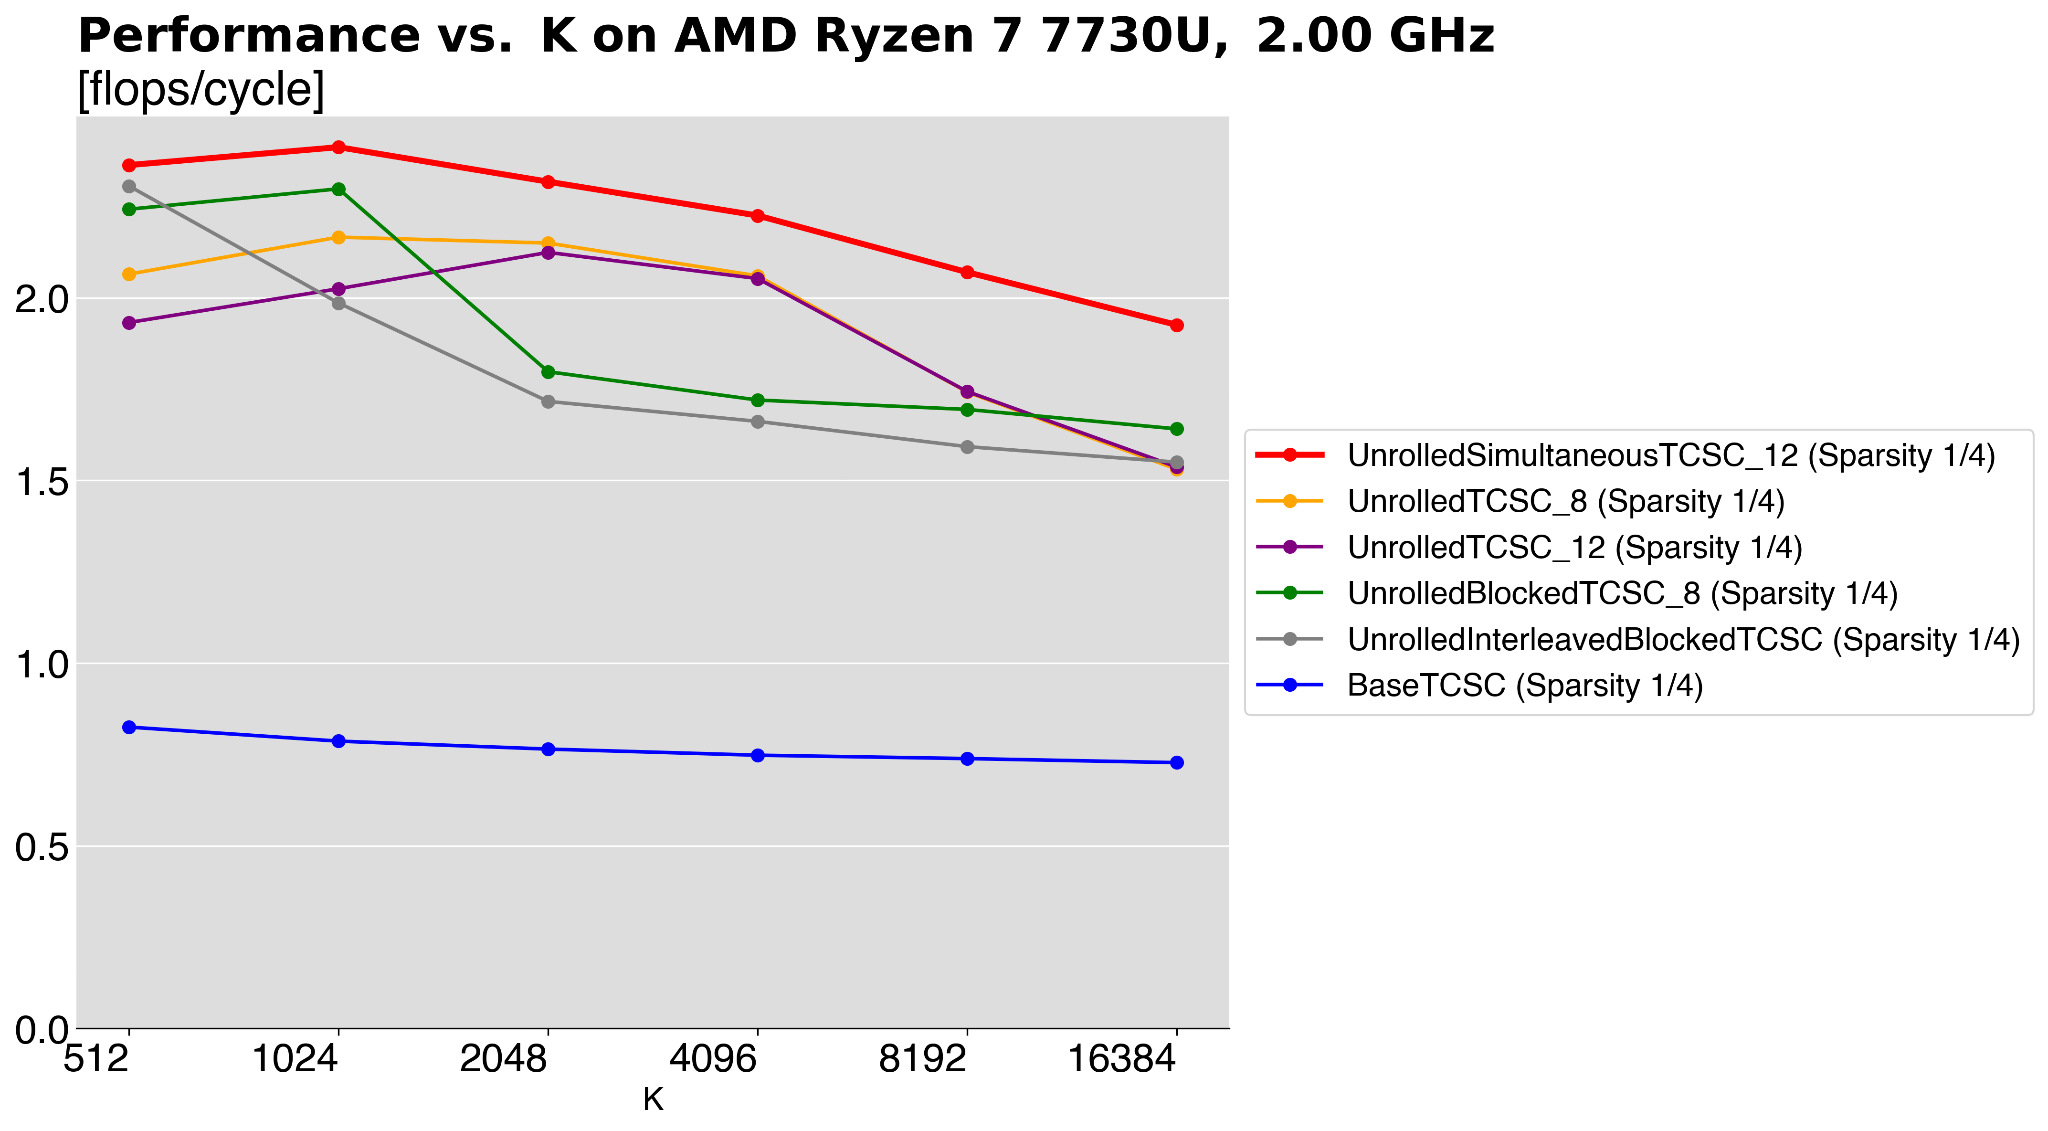 Performance vs. K on AMD Ryzen 7 7730U, 2.00 GHz
[flops/cycle]
2.0
1.5
1.0
0.5
0.0
512 1024 2048 4096 8192 16384
K
UnrolledSimultaneousTCSC_12 (Sparsity 1/4)
UnrolledTCSC_8 (Sparsity 1/4)
UnrolledTCSC_12 (Sparsity 1/4)
UnrolledBlockedTCSC_8 (Sparsity 1/4)
UnrolledInterleavedBlockedTCSC (Sparsity 1/4)
BaseTCSC (Sparsity 1/4)